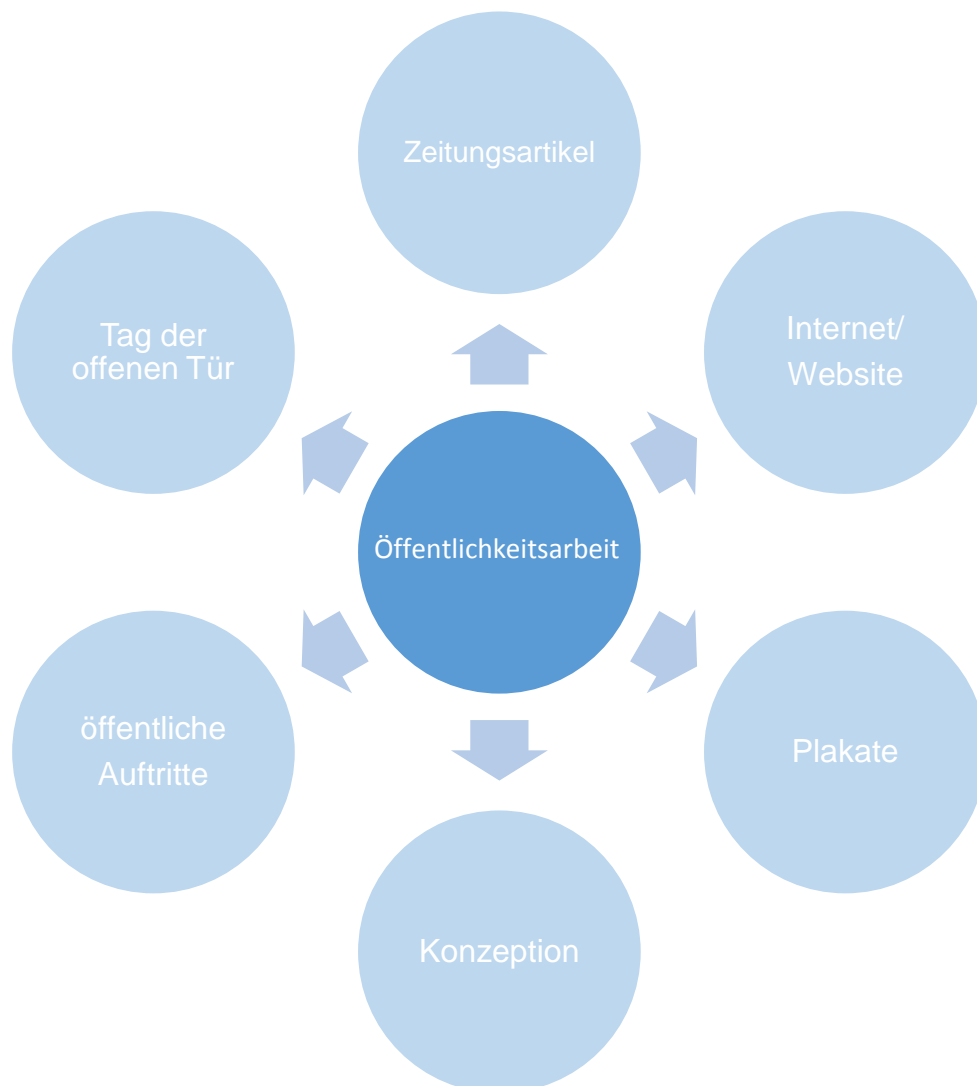 Zeitungsartikel
Tag der
offenen Tür
Internet/
Website
Öffentlichkeitsarbeit
öffentliche
Auftritte
Plakate
Konzeption